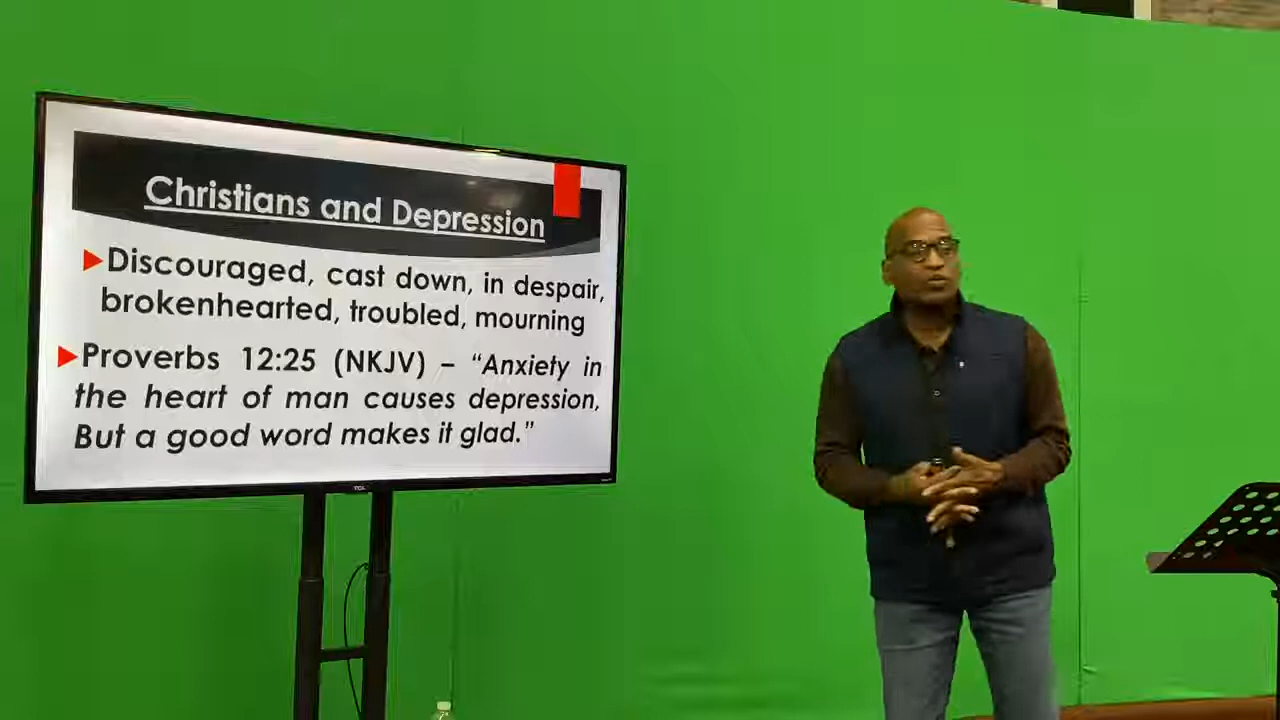 Christians and Depression
Discouraged, cast down, in despair,
brokenhearted, troubled, mourning
Proverbs 12:25 (NKJV) – “Anxiety in
the heart of man causes depression,
But a good word makes it glad.”
TCL